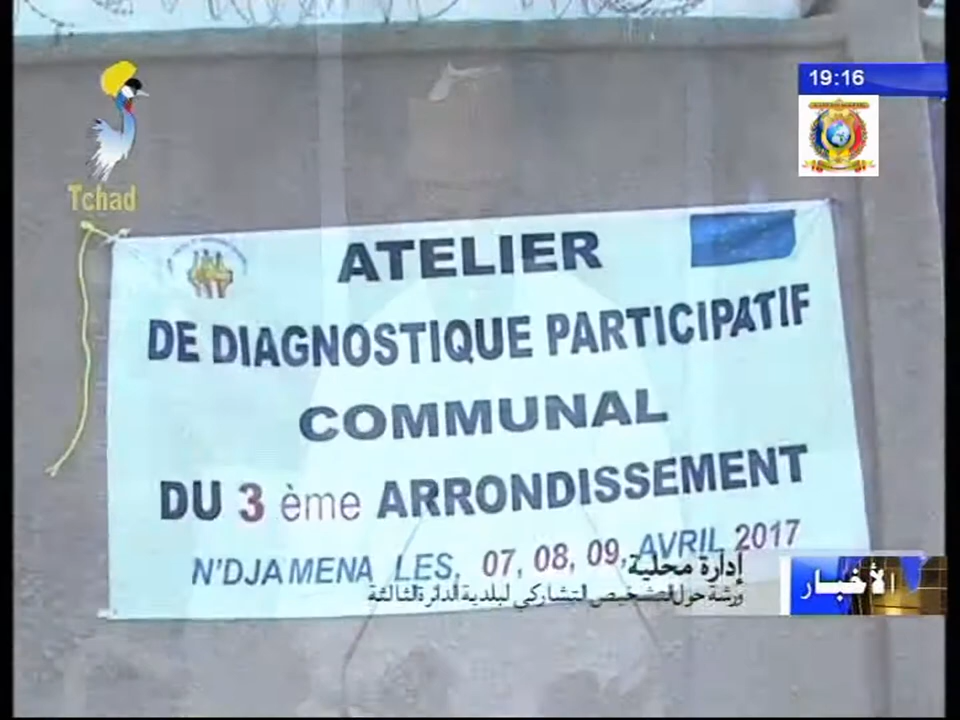 19:16
Tchad
ATELIER
DE DIAGNOSTIQUE PARTICIPATIF
COMMUNAL
DU 3 ème ARRONDISSEMENT
N'DJAMENA LES, 07, 08, 09, AVRIL 2017
إدارة محلية
ورشة حول التشخيص التشاركي لبلدية الدائرة الثالثة
الأخبار